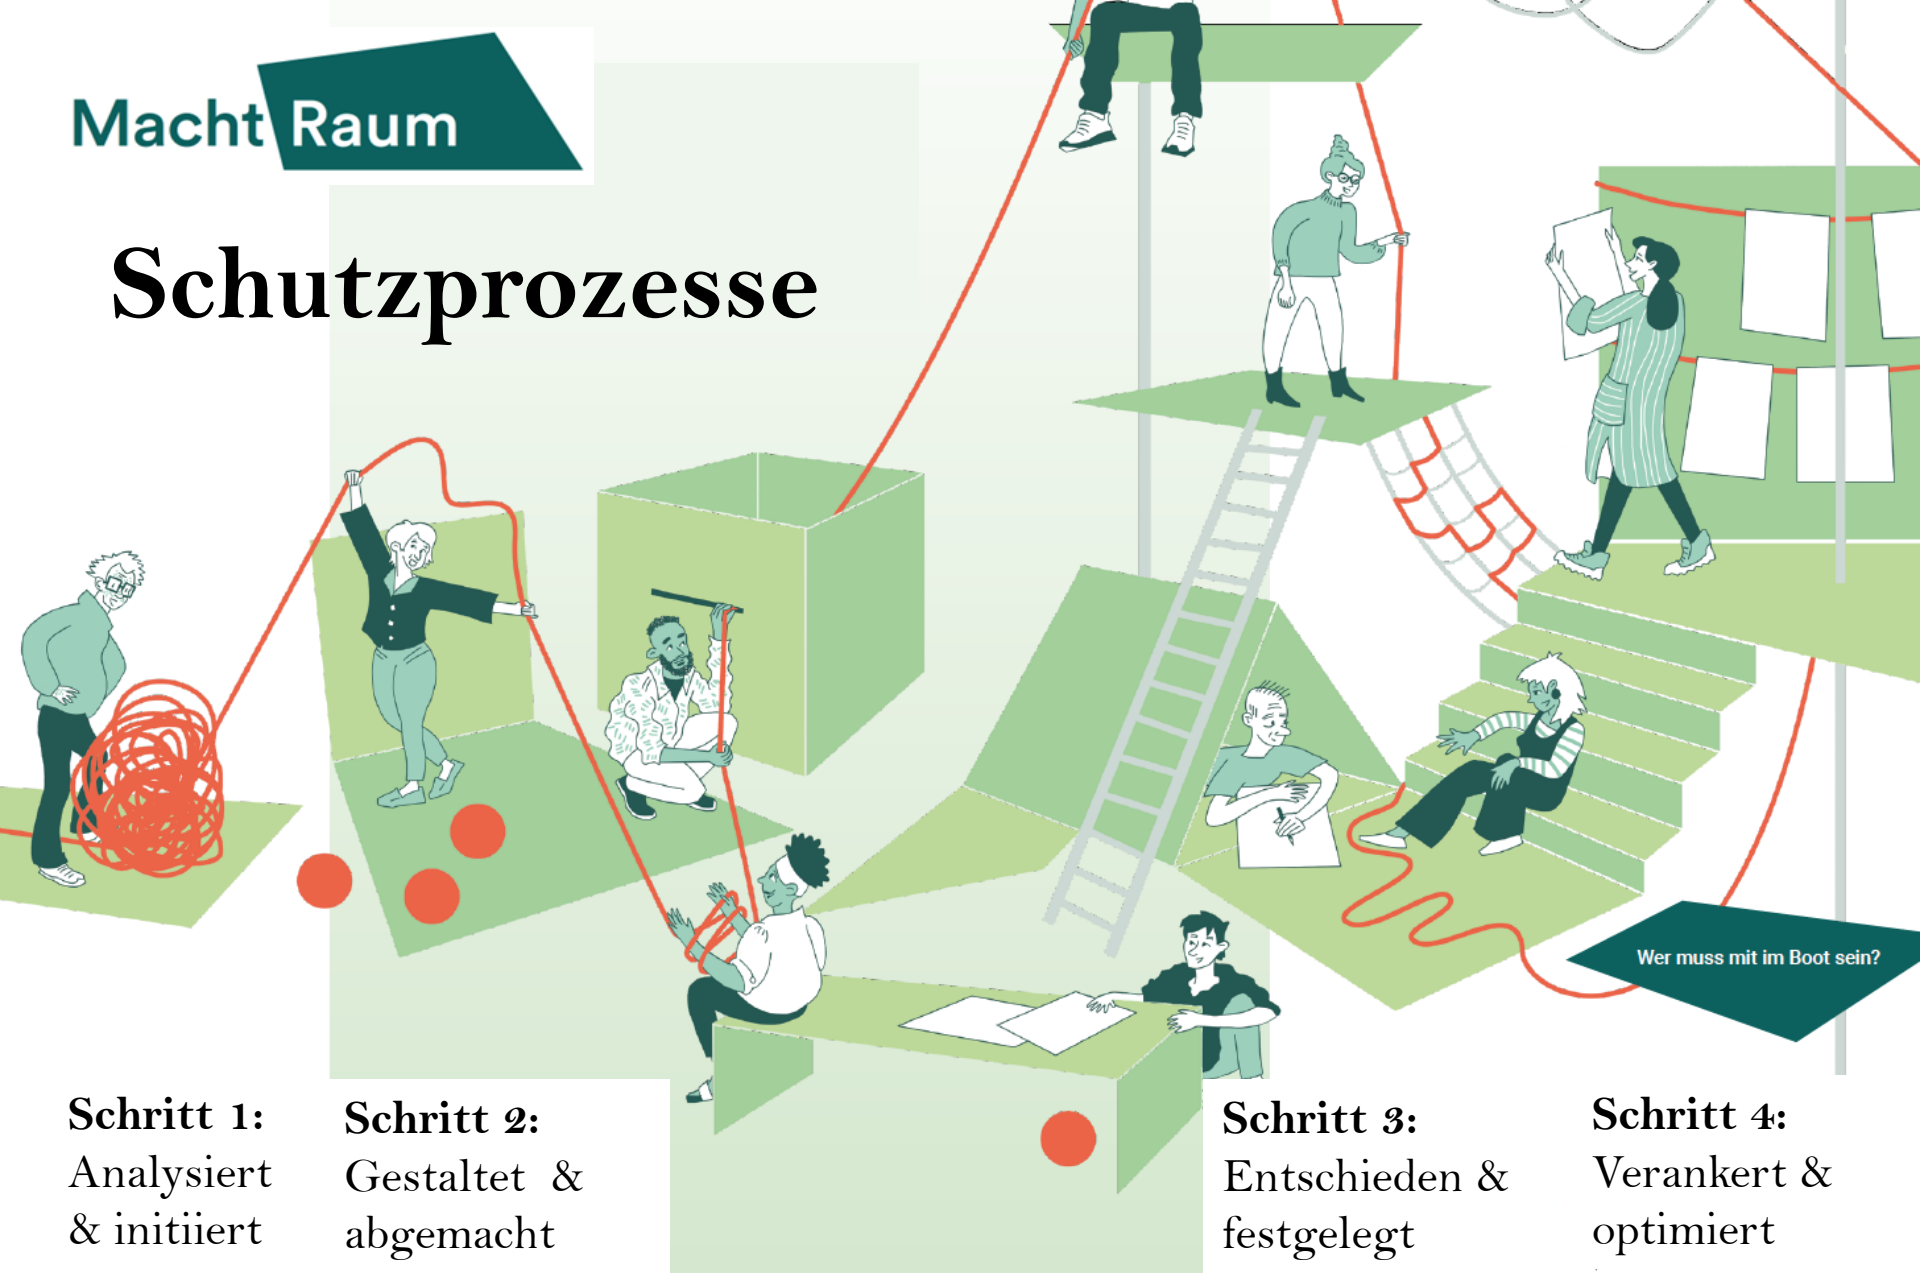 Macht Raum
Schutzprozesse
Wer muss mit im Boot sein?
Schritt 1:
Analysiert
& initiiert
Schritt 2:
Gestaltet &
abgemacht
Schritt 3:
Entschieden &
festgelegt
Schritt 4:
Verankert &
optimiert